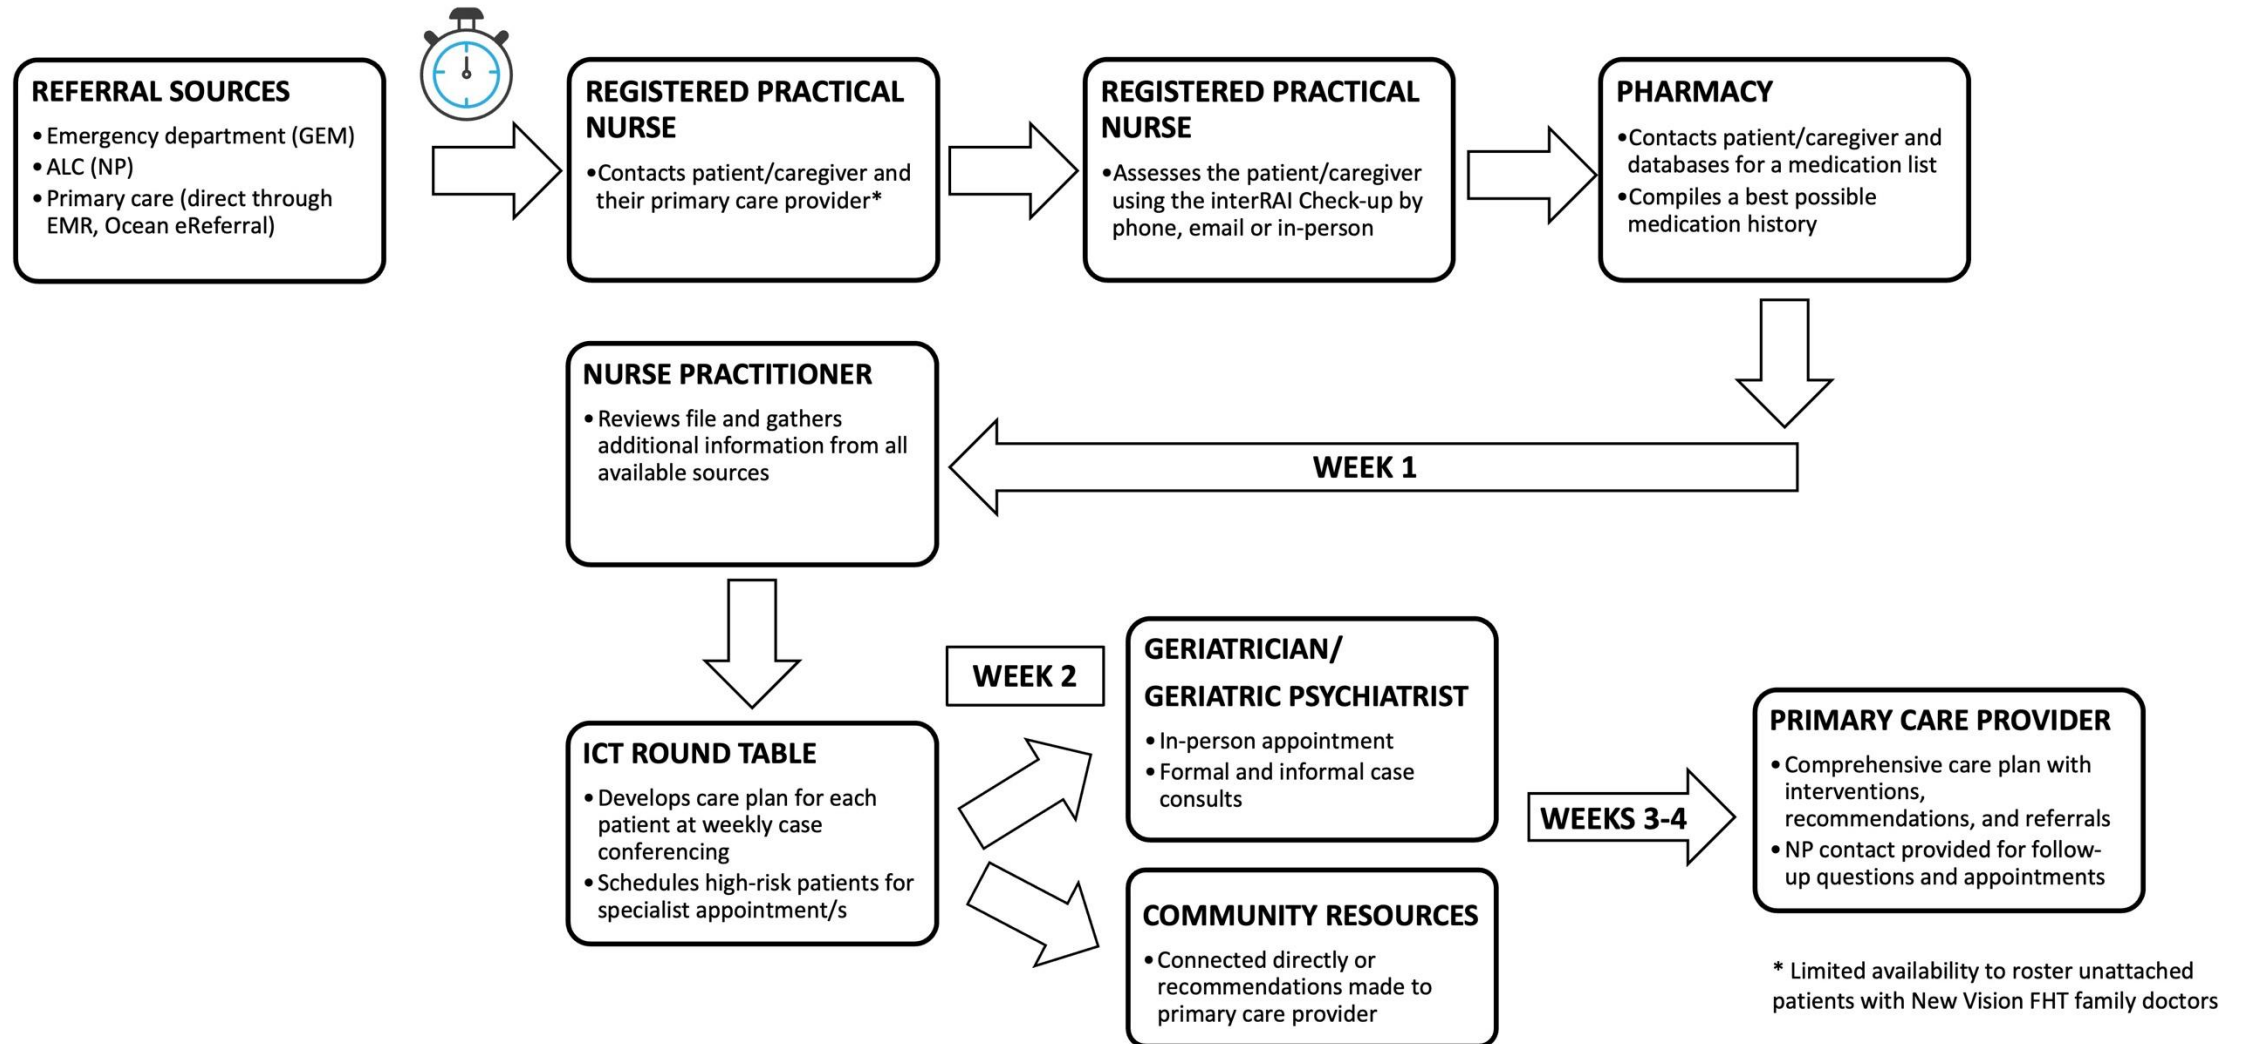 REFERRAL SOURCES
• Emergency department (GEM)
• ALC (NP)
• Primary care (direct through
EMR, Ocean eReferral)
REGISTERED PRACTICAL
NURSE
•Contacts patient/caregiver and
their primary care provider*
REGISTERED PRACTICAL
NURSE
•Assesses the patient/caregiver
using the interRAI Check-up by
phone, email or in-person
PHARMACY
•Contacts patient/caregiver and
databases for a medication list
•Compiles a best possible
medication history
WEEK 1
NURSE PRACTITIONER
• Reviews file and gathers
additional information from all
available sources
ICT ROUND TABLE
• Develops care plan for each
patient at weekly case
conferencing
• Schedules high-risk patients for
specialist appointment/s
WEEK 2
GERIATRICIAN/
GERIATRIC PSYCHIATRIST
• In-person appointment
• Formal and informal case
consults
COMMUNITY RESOURCES
• Connected directly or
recommendations made to
primary care provider
WEEKS 3-4
PRIMARY CARE PROVIDER
• Comprehensive care plan with
interventions,
recommendations, and referrals
• NP contact provided for follow-
up questions and appointments
* Limited availability to roster unattached
patients with New Vision FHT family doctors